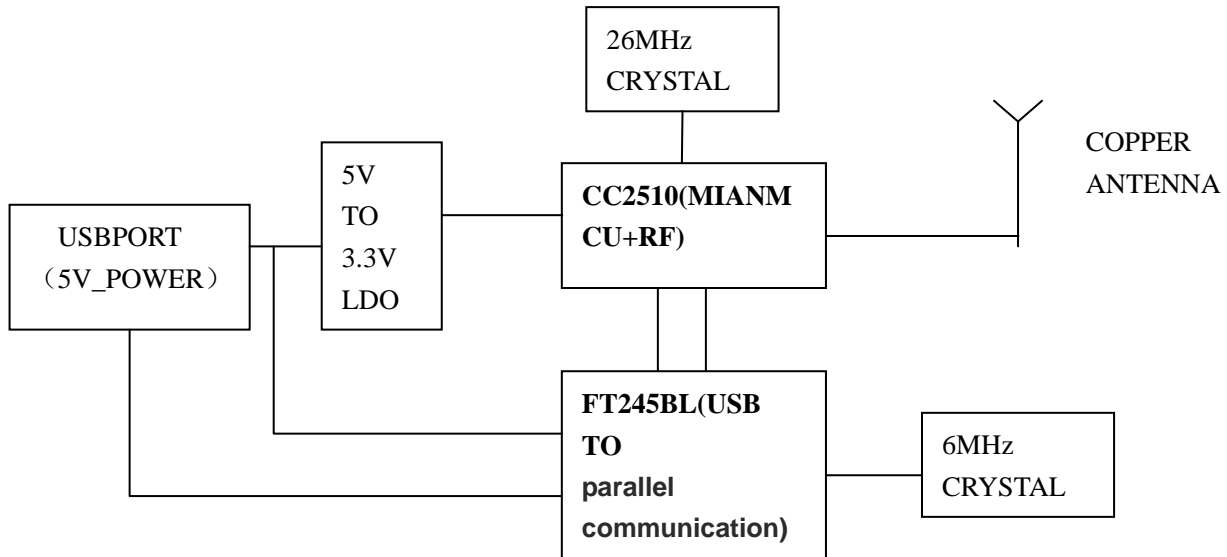 26MHz
CRYSTAL
COPPER
ANTENNA
5V
TO
3.3V
LDO
CC2510(MIANM
CU+RF)
USBPORT
（5V_POWER）
FT245BL(USB
TO
parallel
communication)
6MHz
CRYSTAL